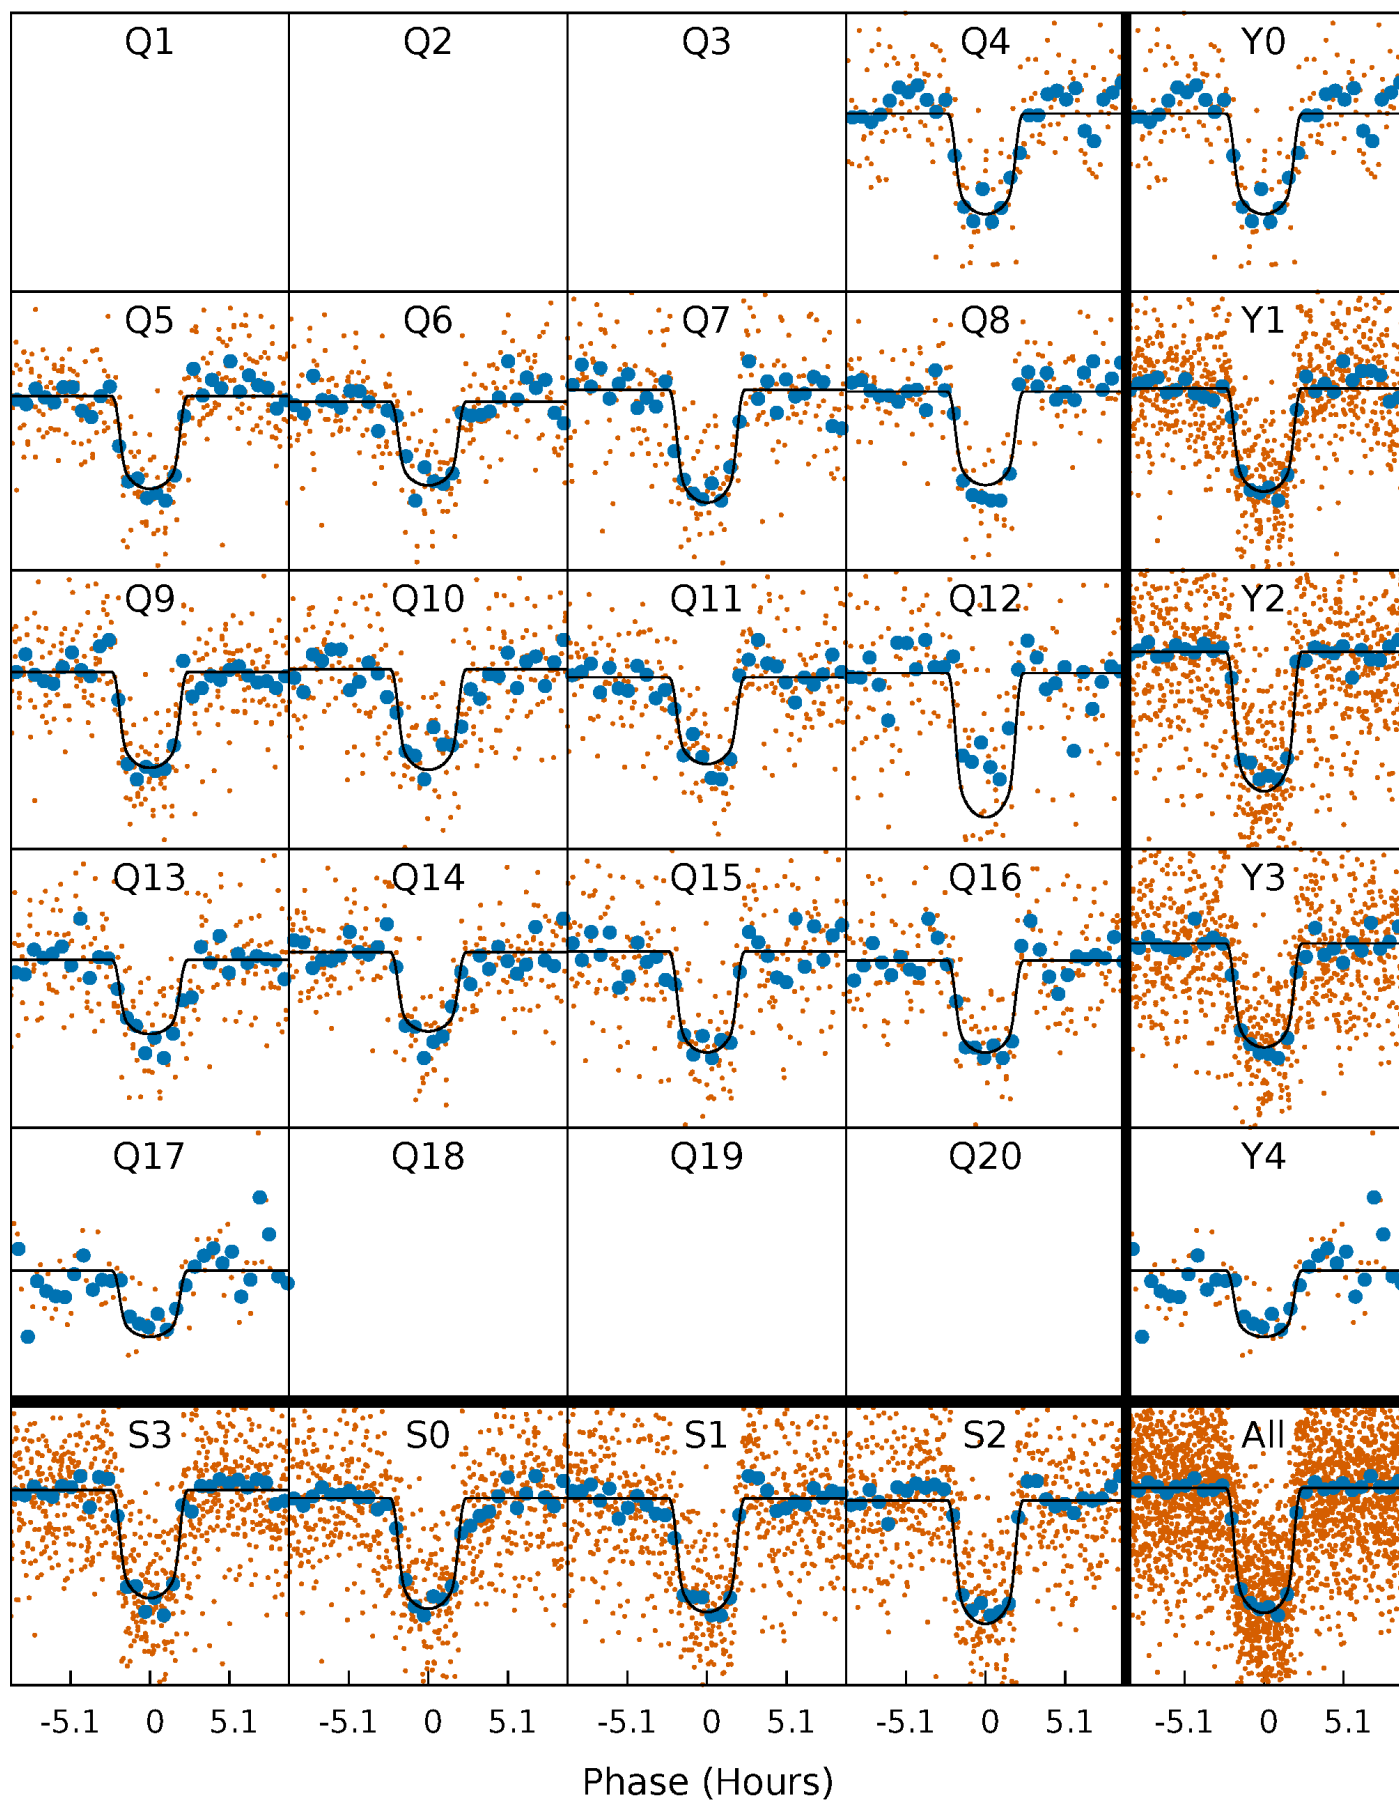 Q1 Q2 Q3 Q4 Y0
Q5 Q6 Q7 Q8 Y1
Q9 Q10 Q11 Q12 Y2
Q13 Q14 Q15 Q16 Y3
Q17 Q18 Q19 Q20 Y4
S3 S0 S1 S2 All
-5.1 0 5.1 -5.1 0 5.1 -5.1 0 5.1 -5.1 0 5.1 -5.1 0 5.1
Phase (Hours)